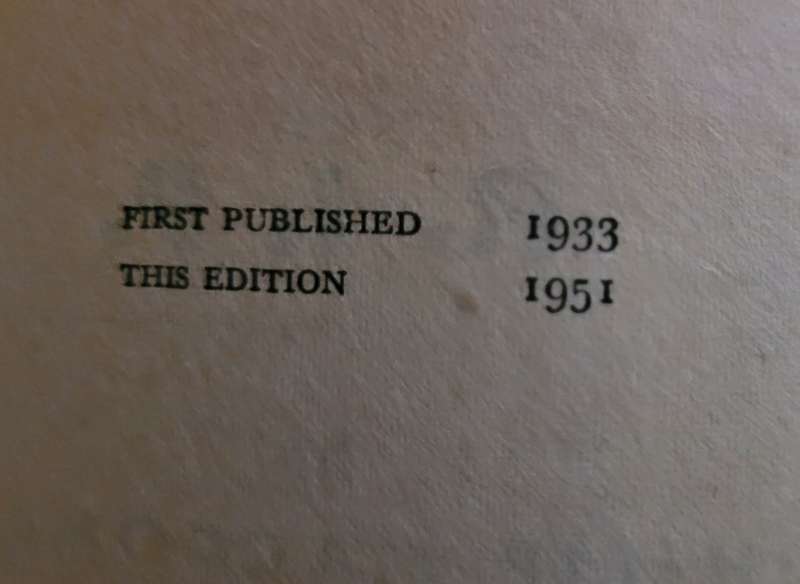 FIRST PUBLISHED 1933
THIS EDITION 1951